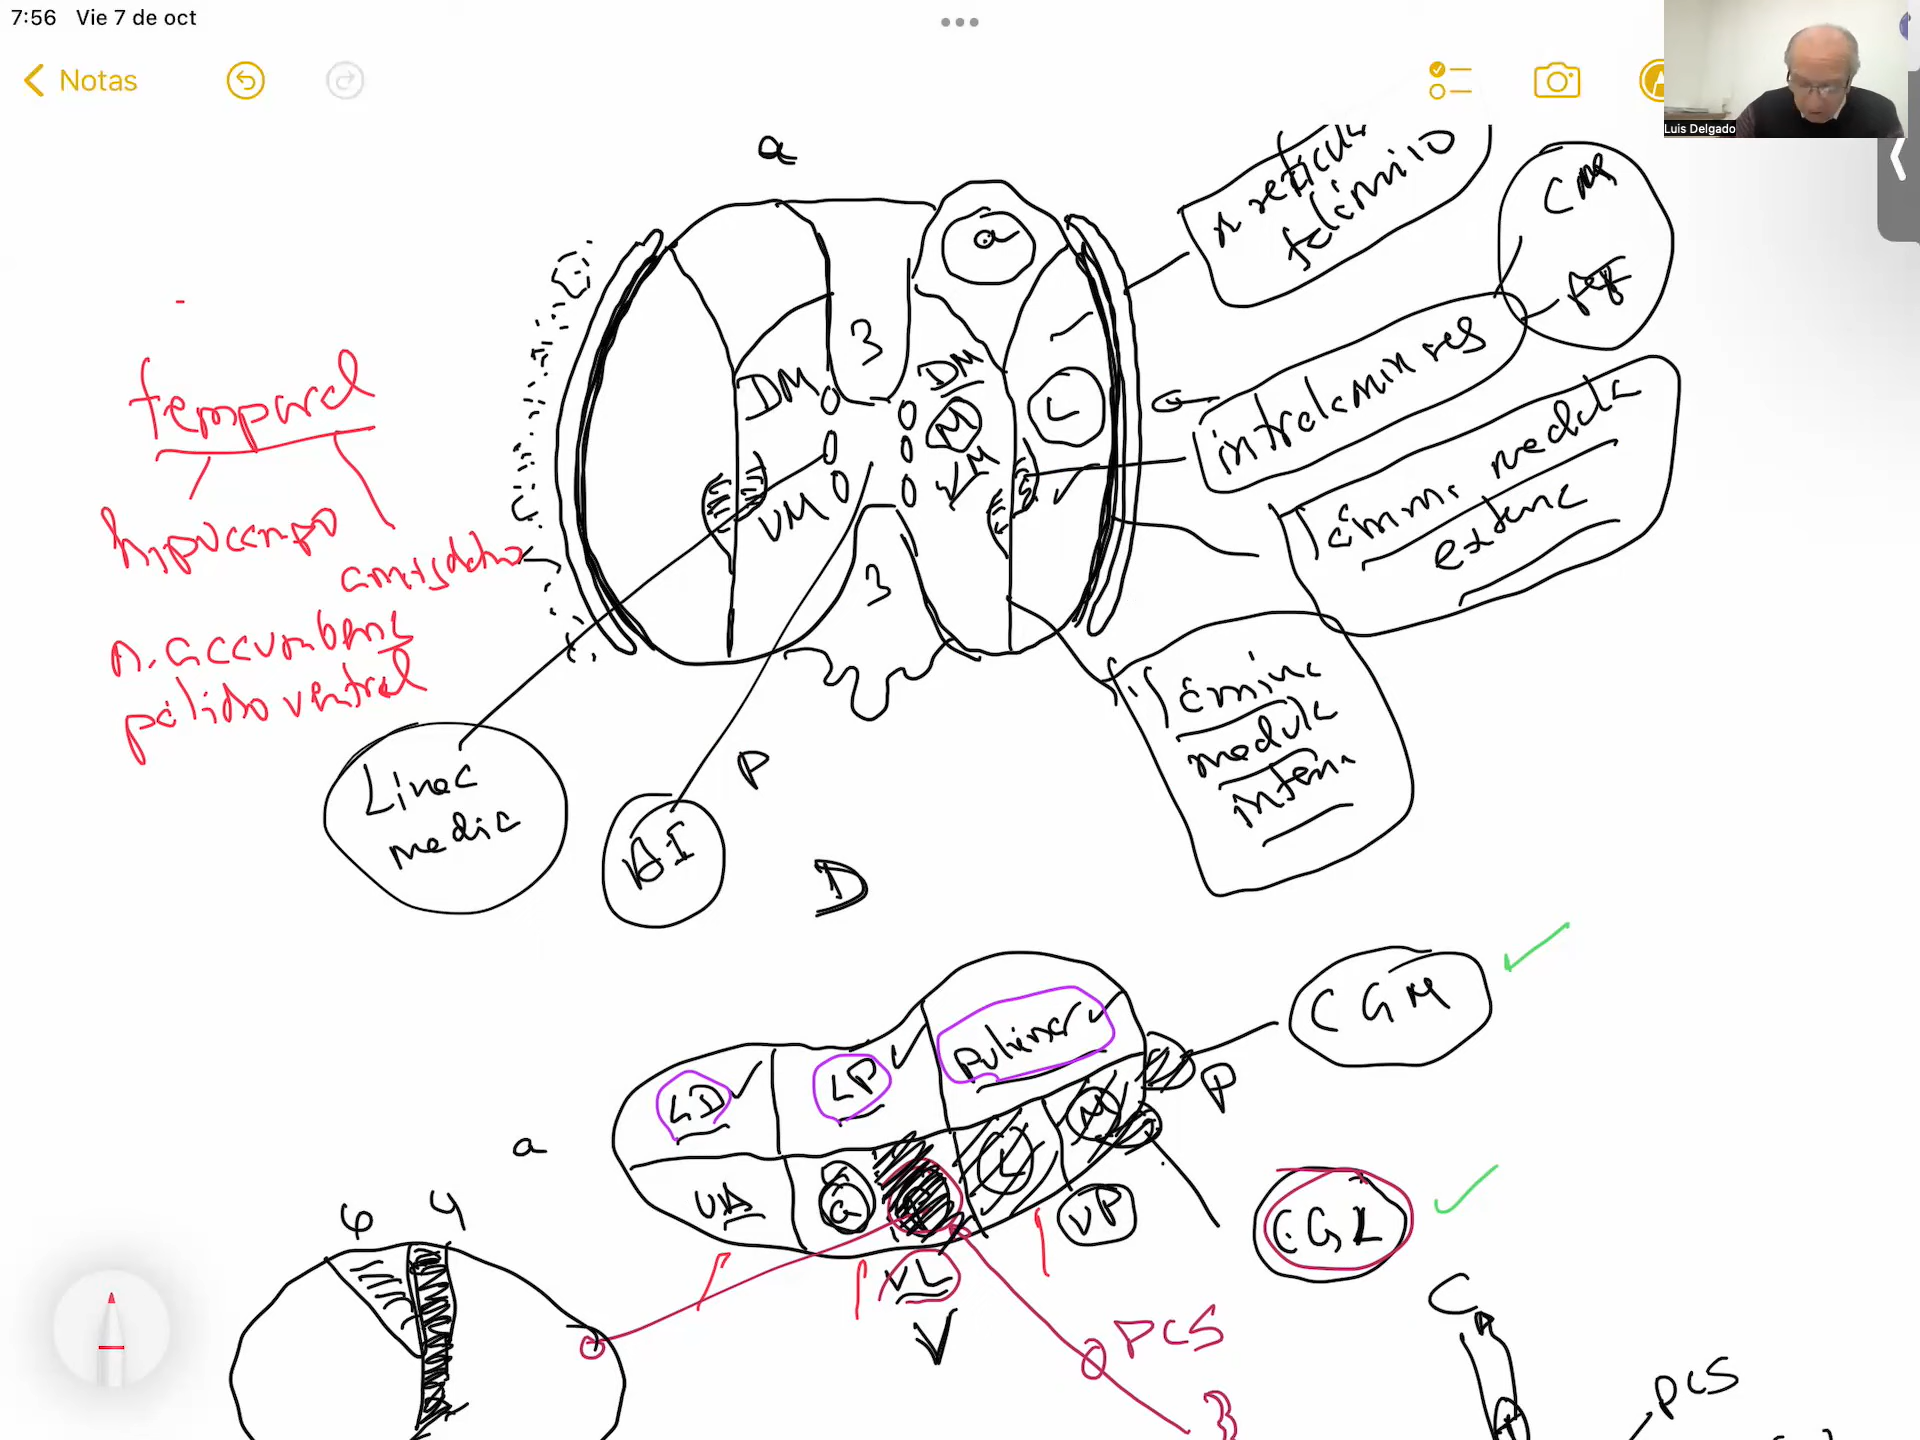 7:56 Vie 7 de oct
Notas
Luis Delgado
a
n reticular
talámico
CM
PF
a
3
DM
DM
L
M
VM
VM
intralaminares
lámina medular
externa
3
temporal
hipocampo
amígdala
n. accumbens
pálido ventral
lámina
medular
interna
Línea
media
AI
P
D
CGM
pulvinar
LD
LP
M
P
L
a
VA
G
VP
CGL
6 4
VL
V
PCS
PCS